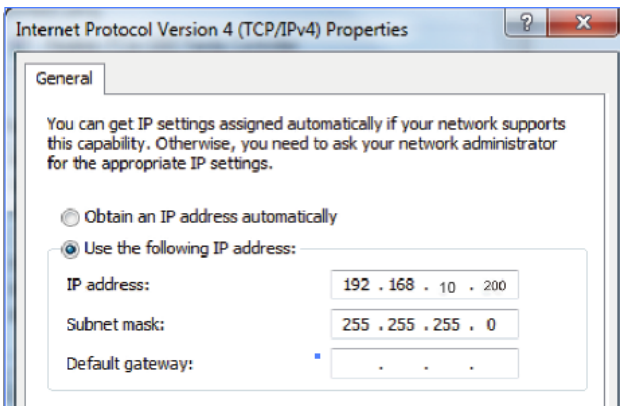 Internet Protocol Version 4 (TCP/IPv4) Properties
?
General
You can get IP settings assigned automatically if your network supports
this capability. Otherwise, you need to ask your network administrator
for the appropriate IP settings.
Obtain an IP address automatically
Use the following IP address:
IP address: 192 . 168 . 10 . 200
Subnet mask: 255 . 255 . 255 . 0
Default gateway: . . .